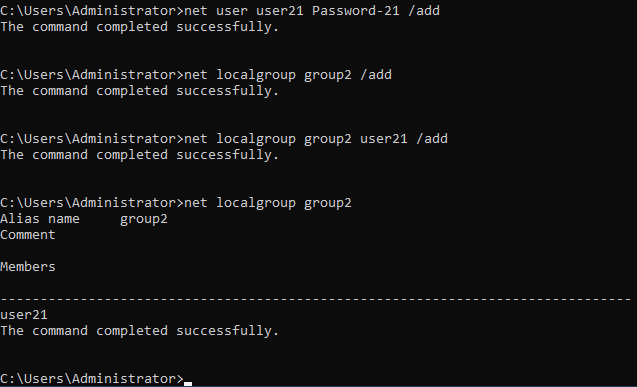 C:\Users\Administrator>net user user21 Password-21 /add
The command completed successfully.
C:\Users\Administrator>net localgroup group2 /add
The command completed successfully.
C:\Users\Administrator>net localgroup group2 user21 /add
The command completed successfully.
C:\Users\Administrator>net localgroup group2
Alias name     group2
Comment
Members
-------------------------------------------------------------------------------
user21
The command completed successfully.
C:\Users\Administrator>